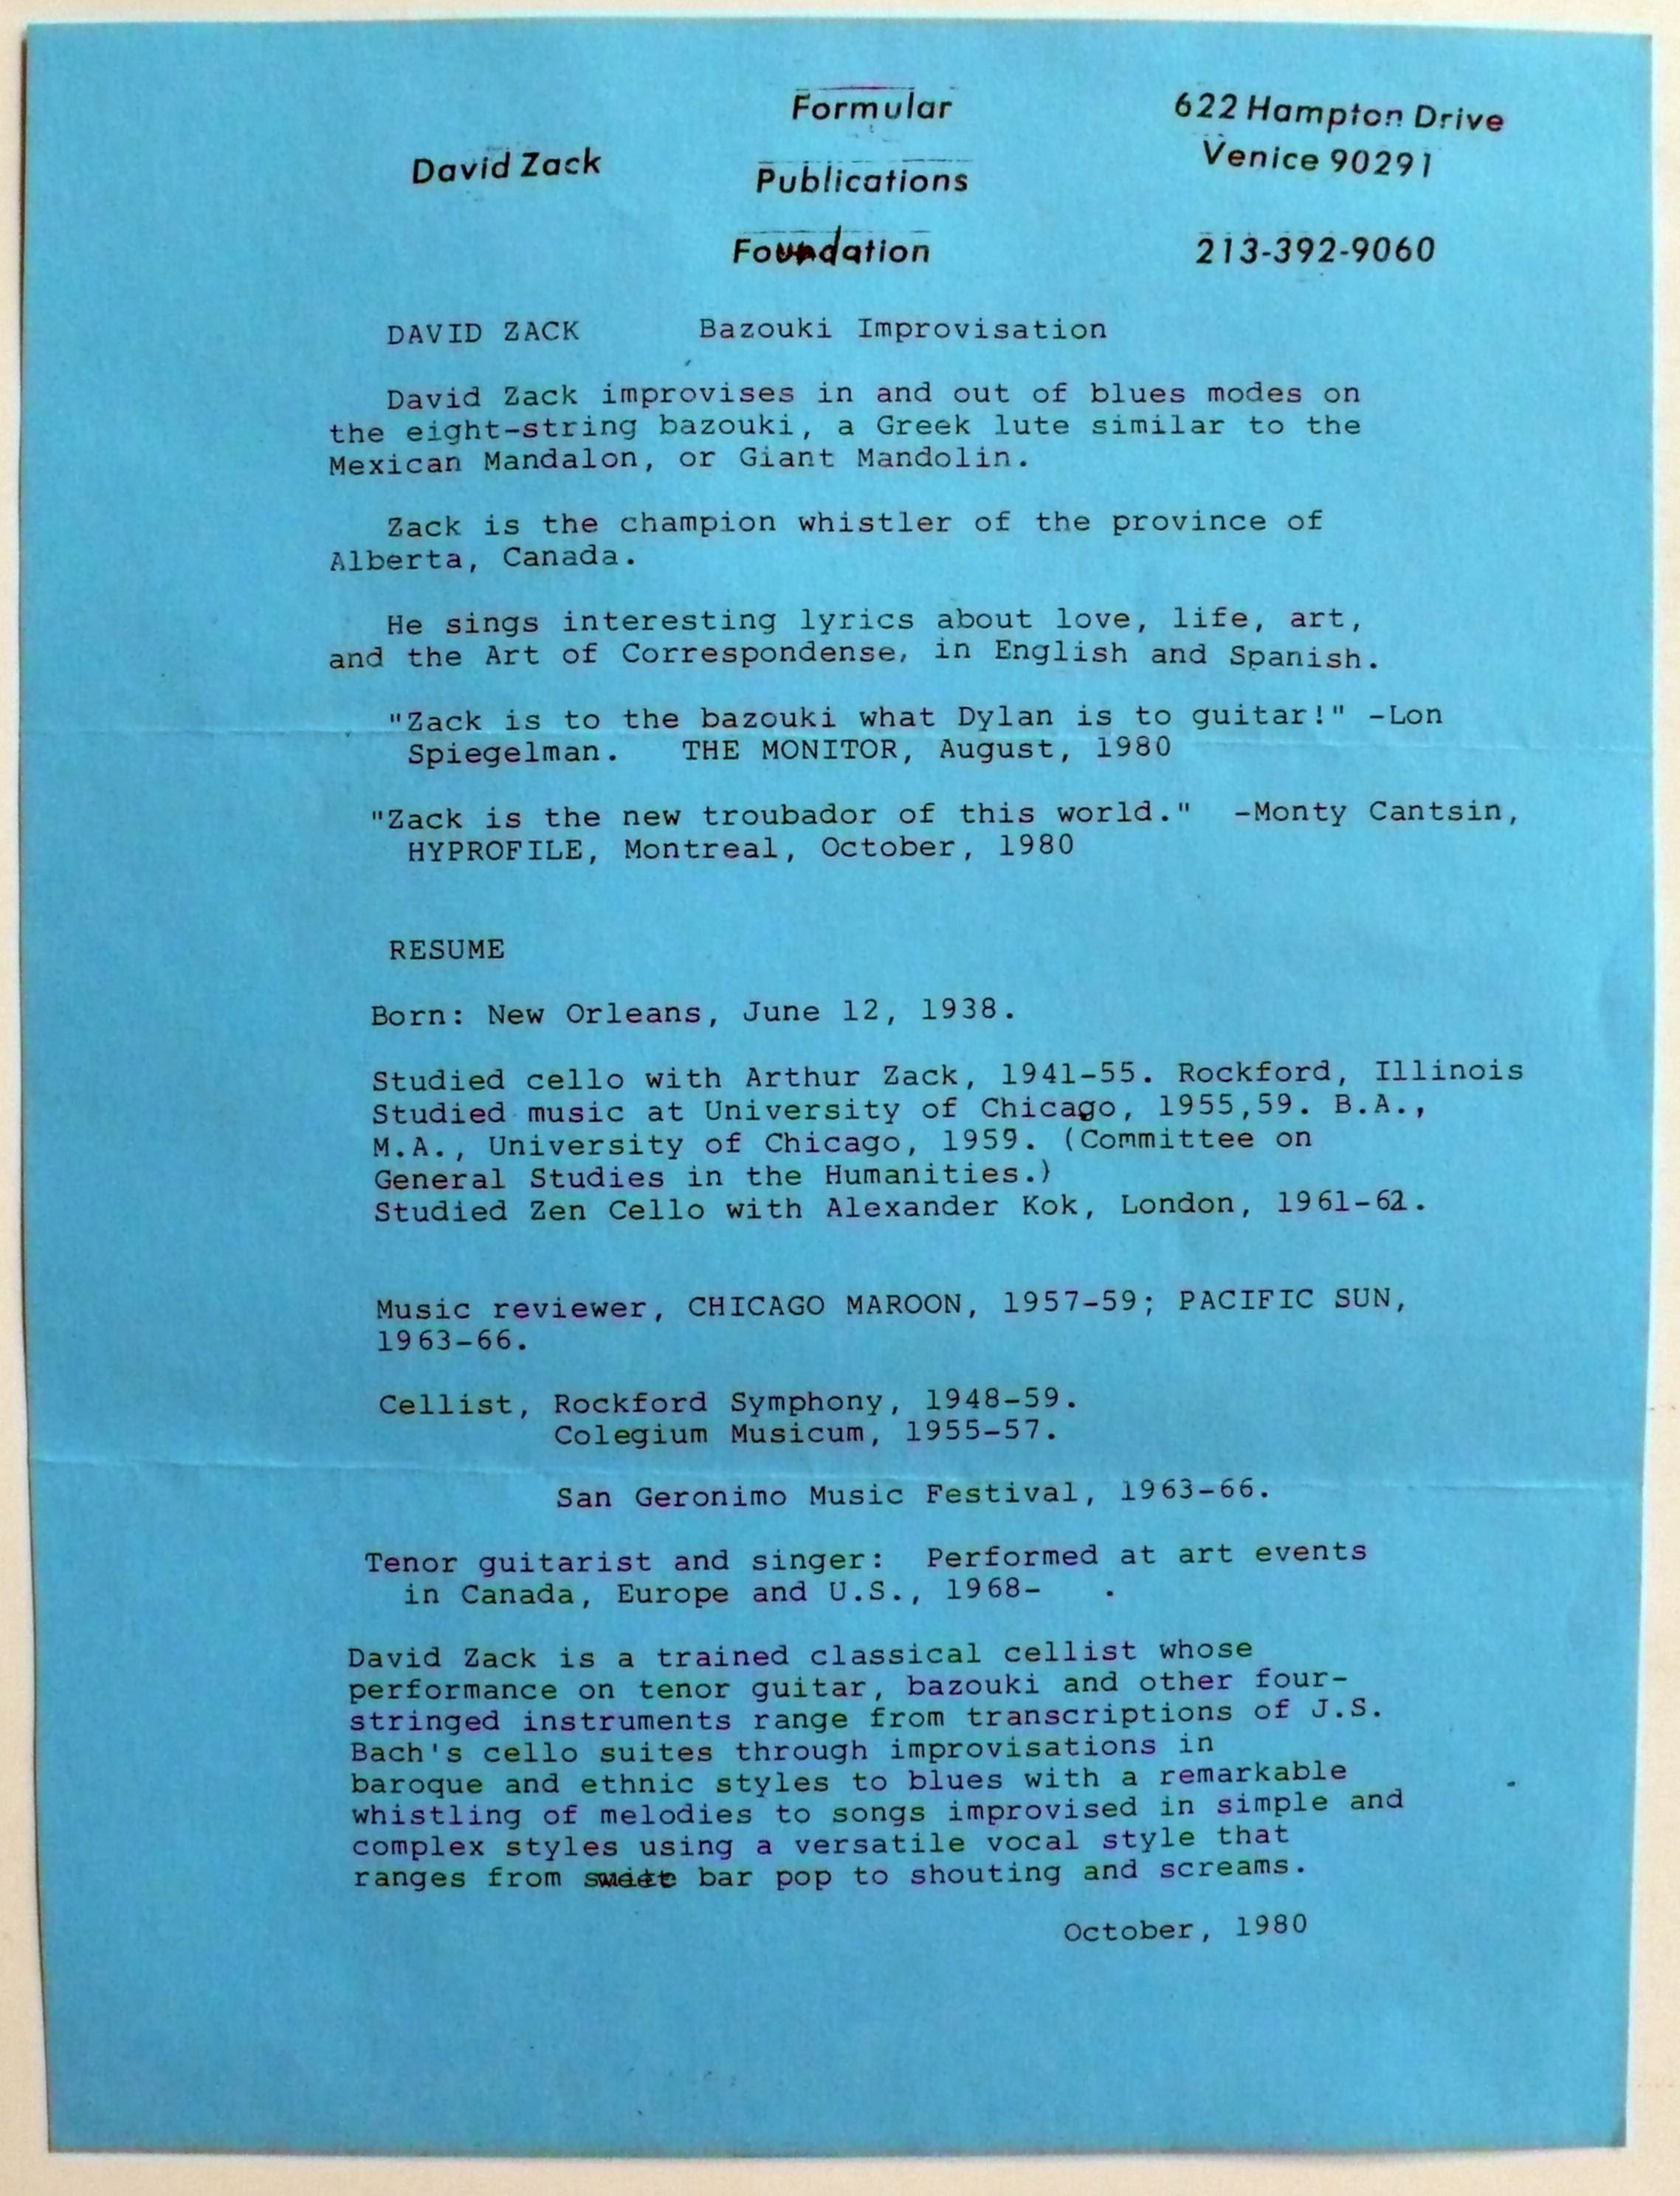 David Zack
Formular
Publications
Foundation
622 Hampton Drive
Venice 90291
213-392-9060
DAVID ZACK Bazouki Improvisation
David Zack improvises in and out of blues modes on
the eight-string bazouki, a Greek lute similar to the
Mexican Mandalon, or Giant Mandolin.
Zack is the champion whistler of the province of
Alberta, Canada.
He sings interesting lyrics about love, life, art,
and the Art of Correspondense, in English and Spanish.
"Zack is to the bazouki what Dylan is to guitar!" -Lon
Spiegelman. THE MONITOR, August, 1980
"Zack is the new troubador of this world." -Monty Cantsin,
HYPROFILE, Montreal, October, 1980
RESUME
Born: New Orleans, June 12, 1938.
Studied cello with Arthur Zack, 1941-55. Rockford, Illinois
Studied music at University of Chicago, 1955,59. B.A.,
M.A., University of Chicago, 1959. (Committee on
General Studies in the Humanities.)
Studied Zen Cello with Alexander Kok, London, 1961-62.
Music reviewer, CHICAGO MAROON, 1957-59; PACIFIC SUN,
1963-66.
Cellist, Rockford Symphony, 1948-59.
Colegium Musicum, 1955-57.
San Geronimo Music Festival, 1963-66.
Tenor guitarist and singer: Performed at art events
in Canada, Europe and U.S., 1968- .
David Zack is a trained classical cellist whose
performance on tenor guitar, bazouki and other four-
stringed instruments range from transcriptions of J.S.
Bach's cello suites through improvisations in
baroque and ethnic styles to blues with a remarkable
whistling of melodies to songs improvised in simple and
complex styles using a versatile vocal style that
ranges from bar pop to shouting and screams.
October, 1980